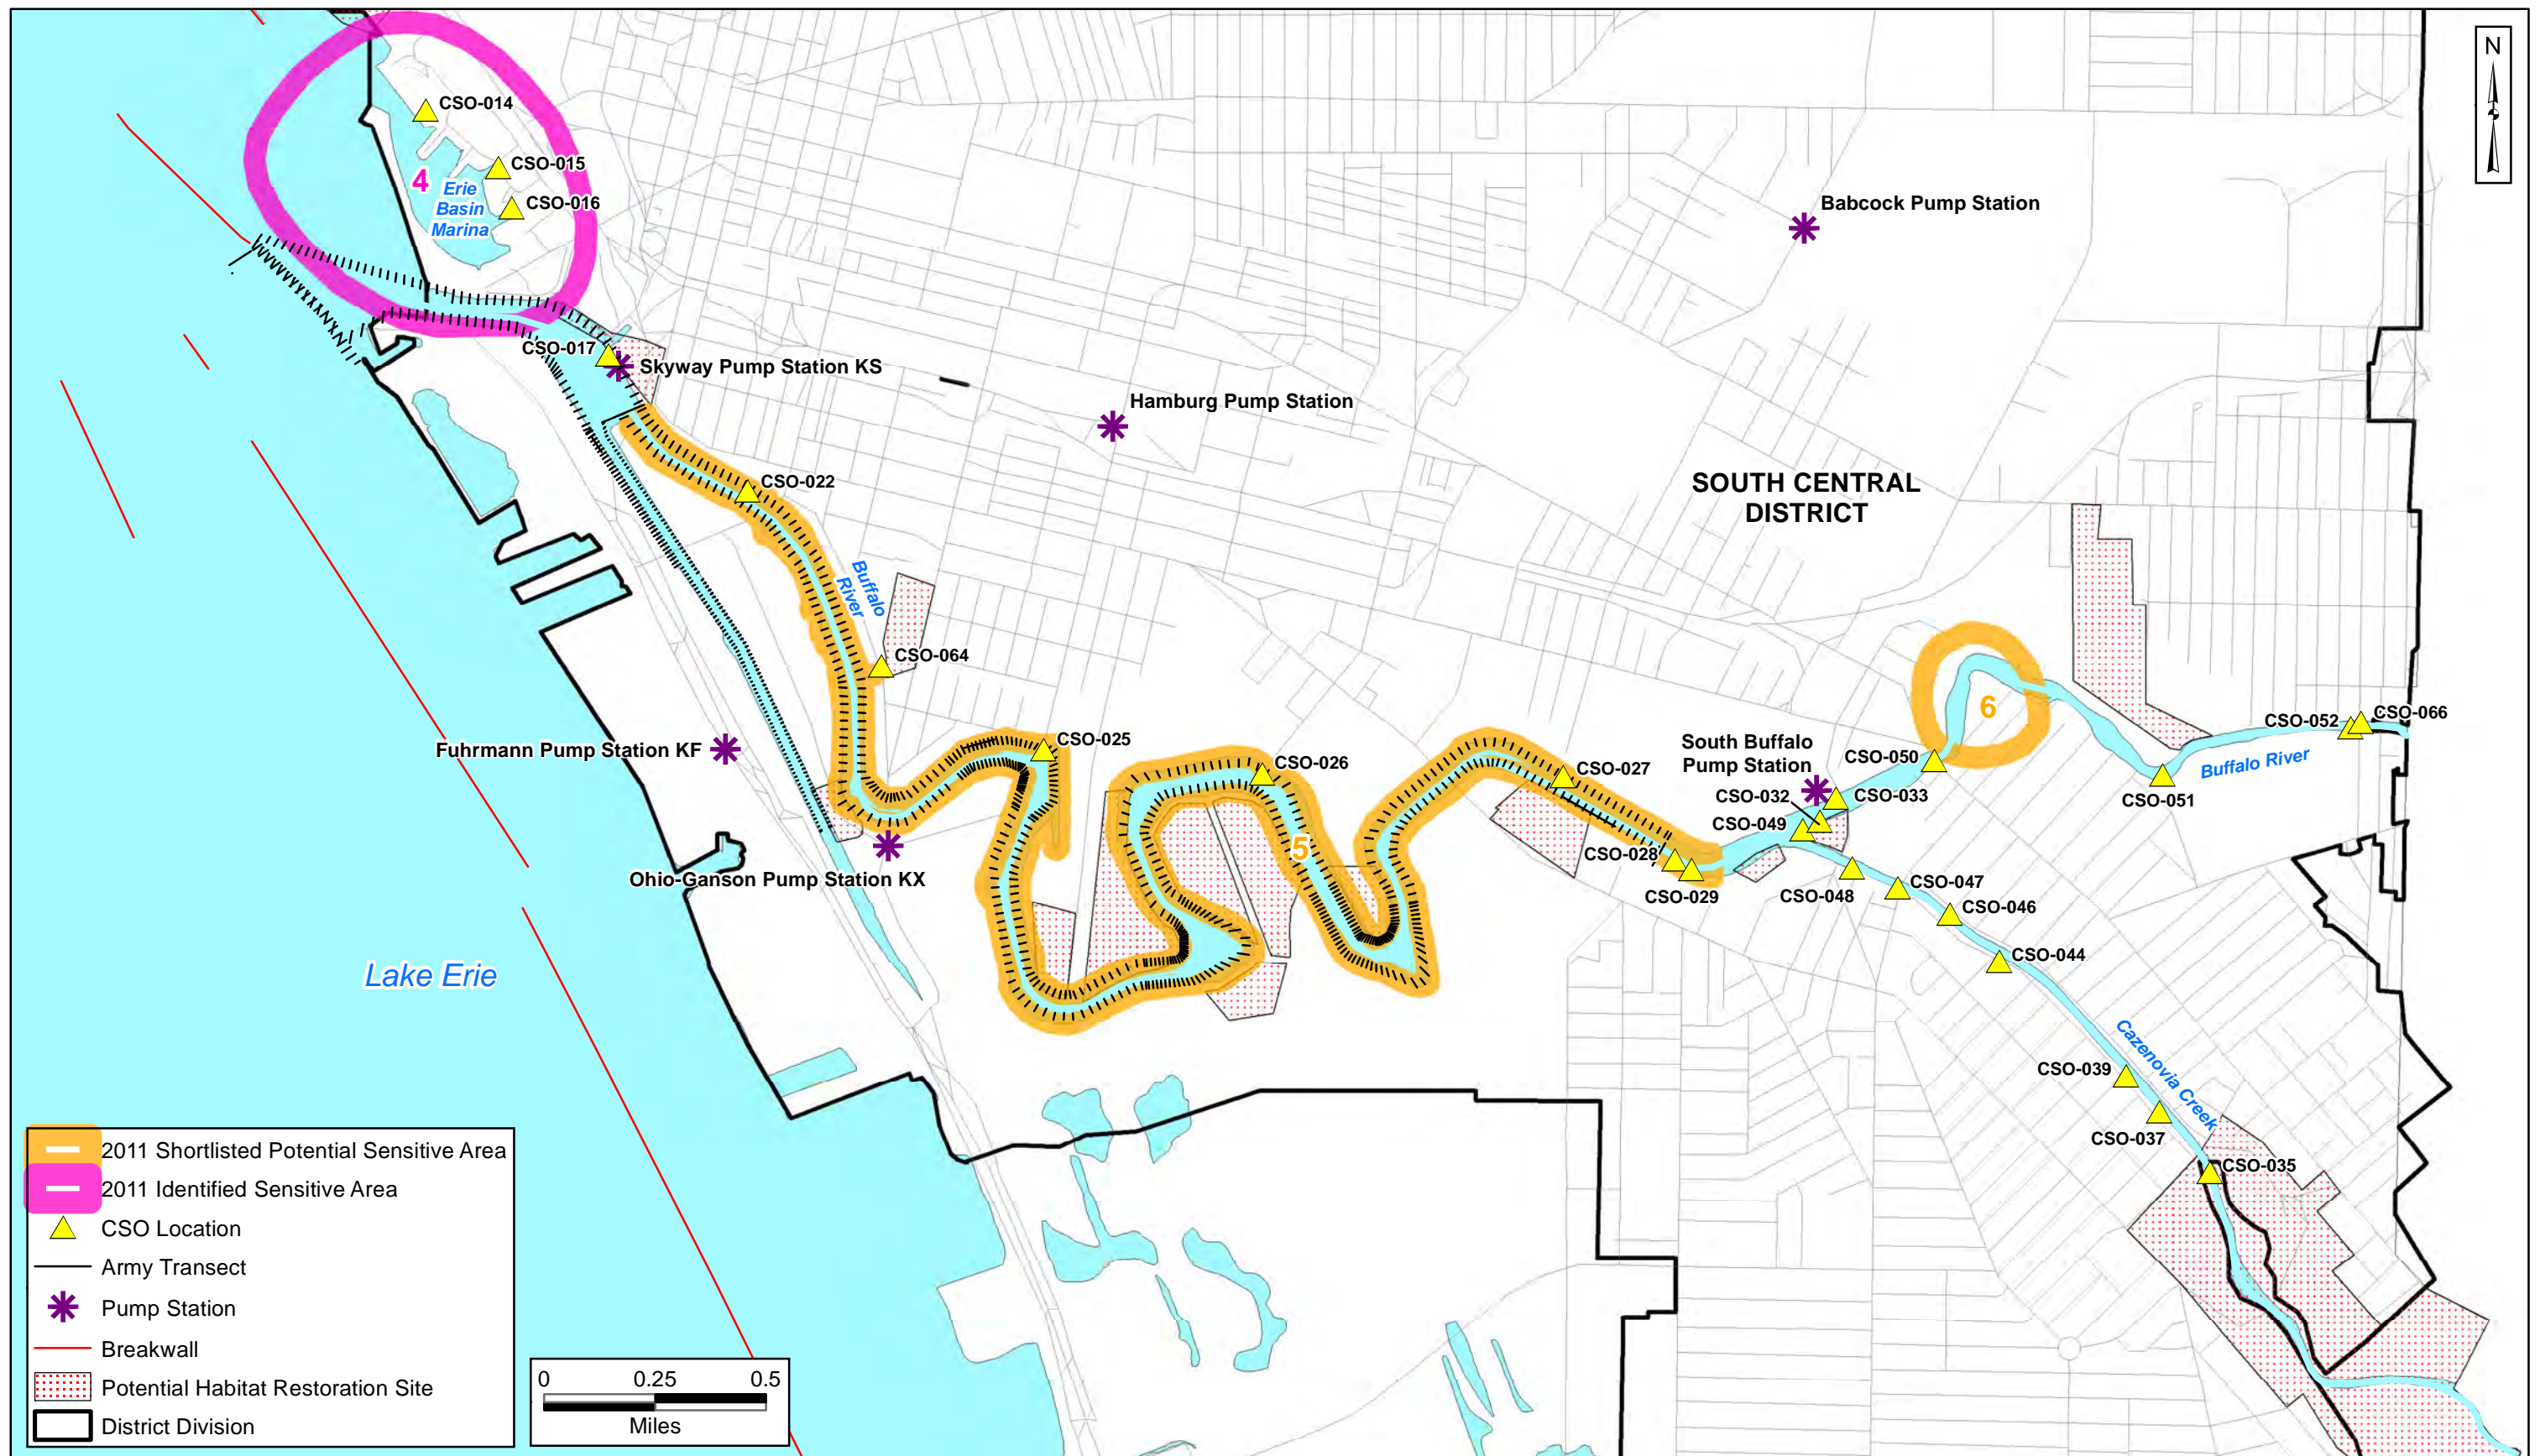 N
CSO-014
CSO-015
4
Erie
Basin
Marina
CSO-016
Babcock Pump Station
CSO-017
Skyway Pump Station KS
Hamburg Pump Station
SOUTH CENTRAL
DISTRICT
CSO-022
Buffalo
River
CSO-064
6
CSO-052
CSO-066
Fuhrmann Pump Station KF
CSO-025
CSO-026
CSO-027
South Buffalo
Pump Station
CSO-050
Buffalo River
CSO-032
CSO-033
CSO-051
CSO-049
5
CSO-028
Ohio-Ganson Pump Station KX
CSO-029
CSO-048
CSO-047
CSO-046
CSO-044
Lake Erie
CSO-039
Cazenovia Creek
CSO-037
CSO-035
2011 Shortlisted Potential Sensitive Area
2011 Identified Sensitive Area
CSO Location
Army Transect
Pump Station
Breakwall
Potential Habitat Restoration Site
District Division
0 0.25 0.5
Miles